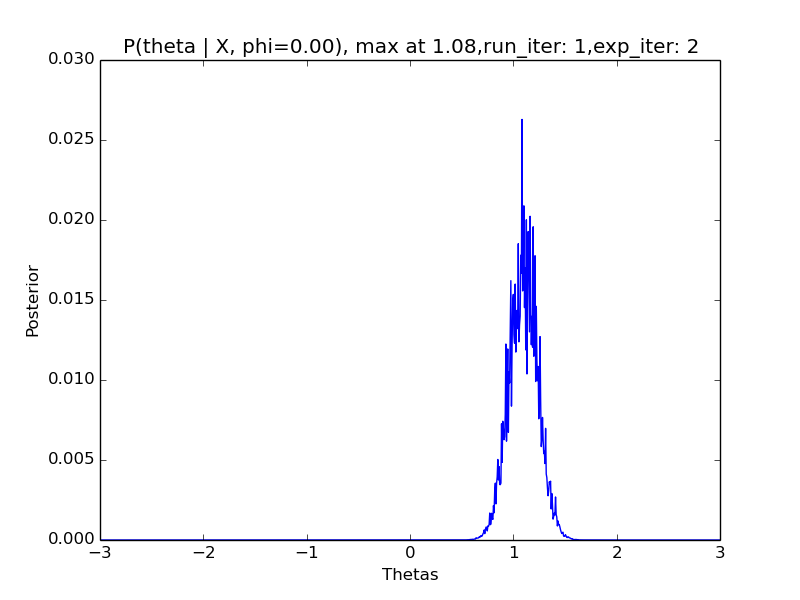 P(theta | X, phi=0.00), max at 1.08,run_iter: 1,exp_iter: 2
0.030
0.025
0.020
0.015
0.010
0.005
0.000
Posterior
−3 −2 −1 0 1 2 3
Thetas